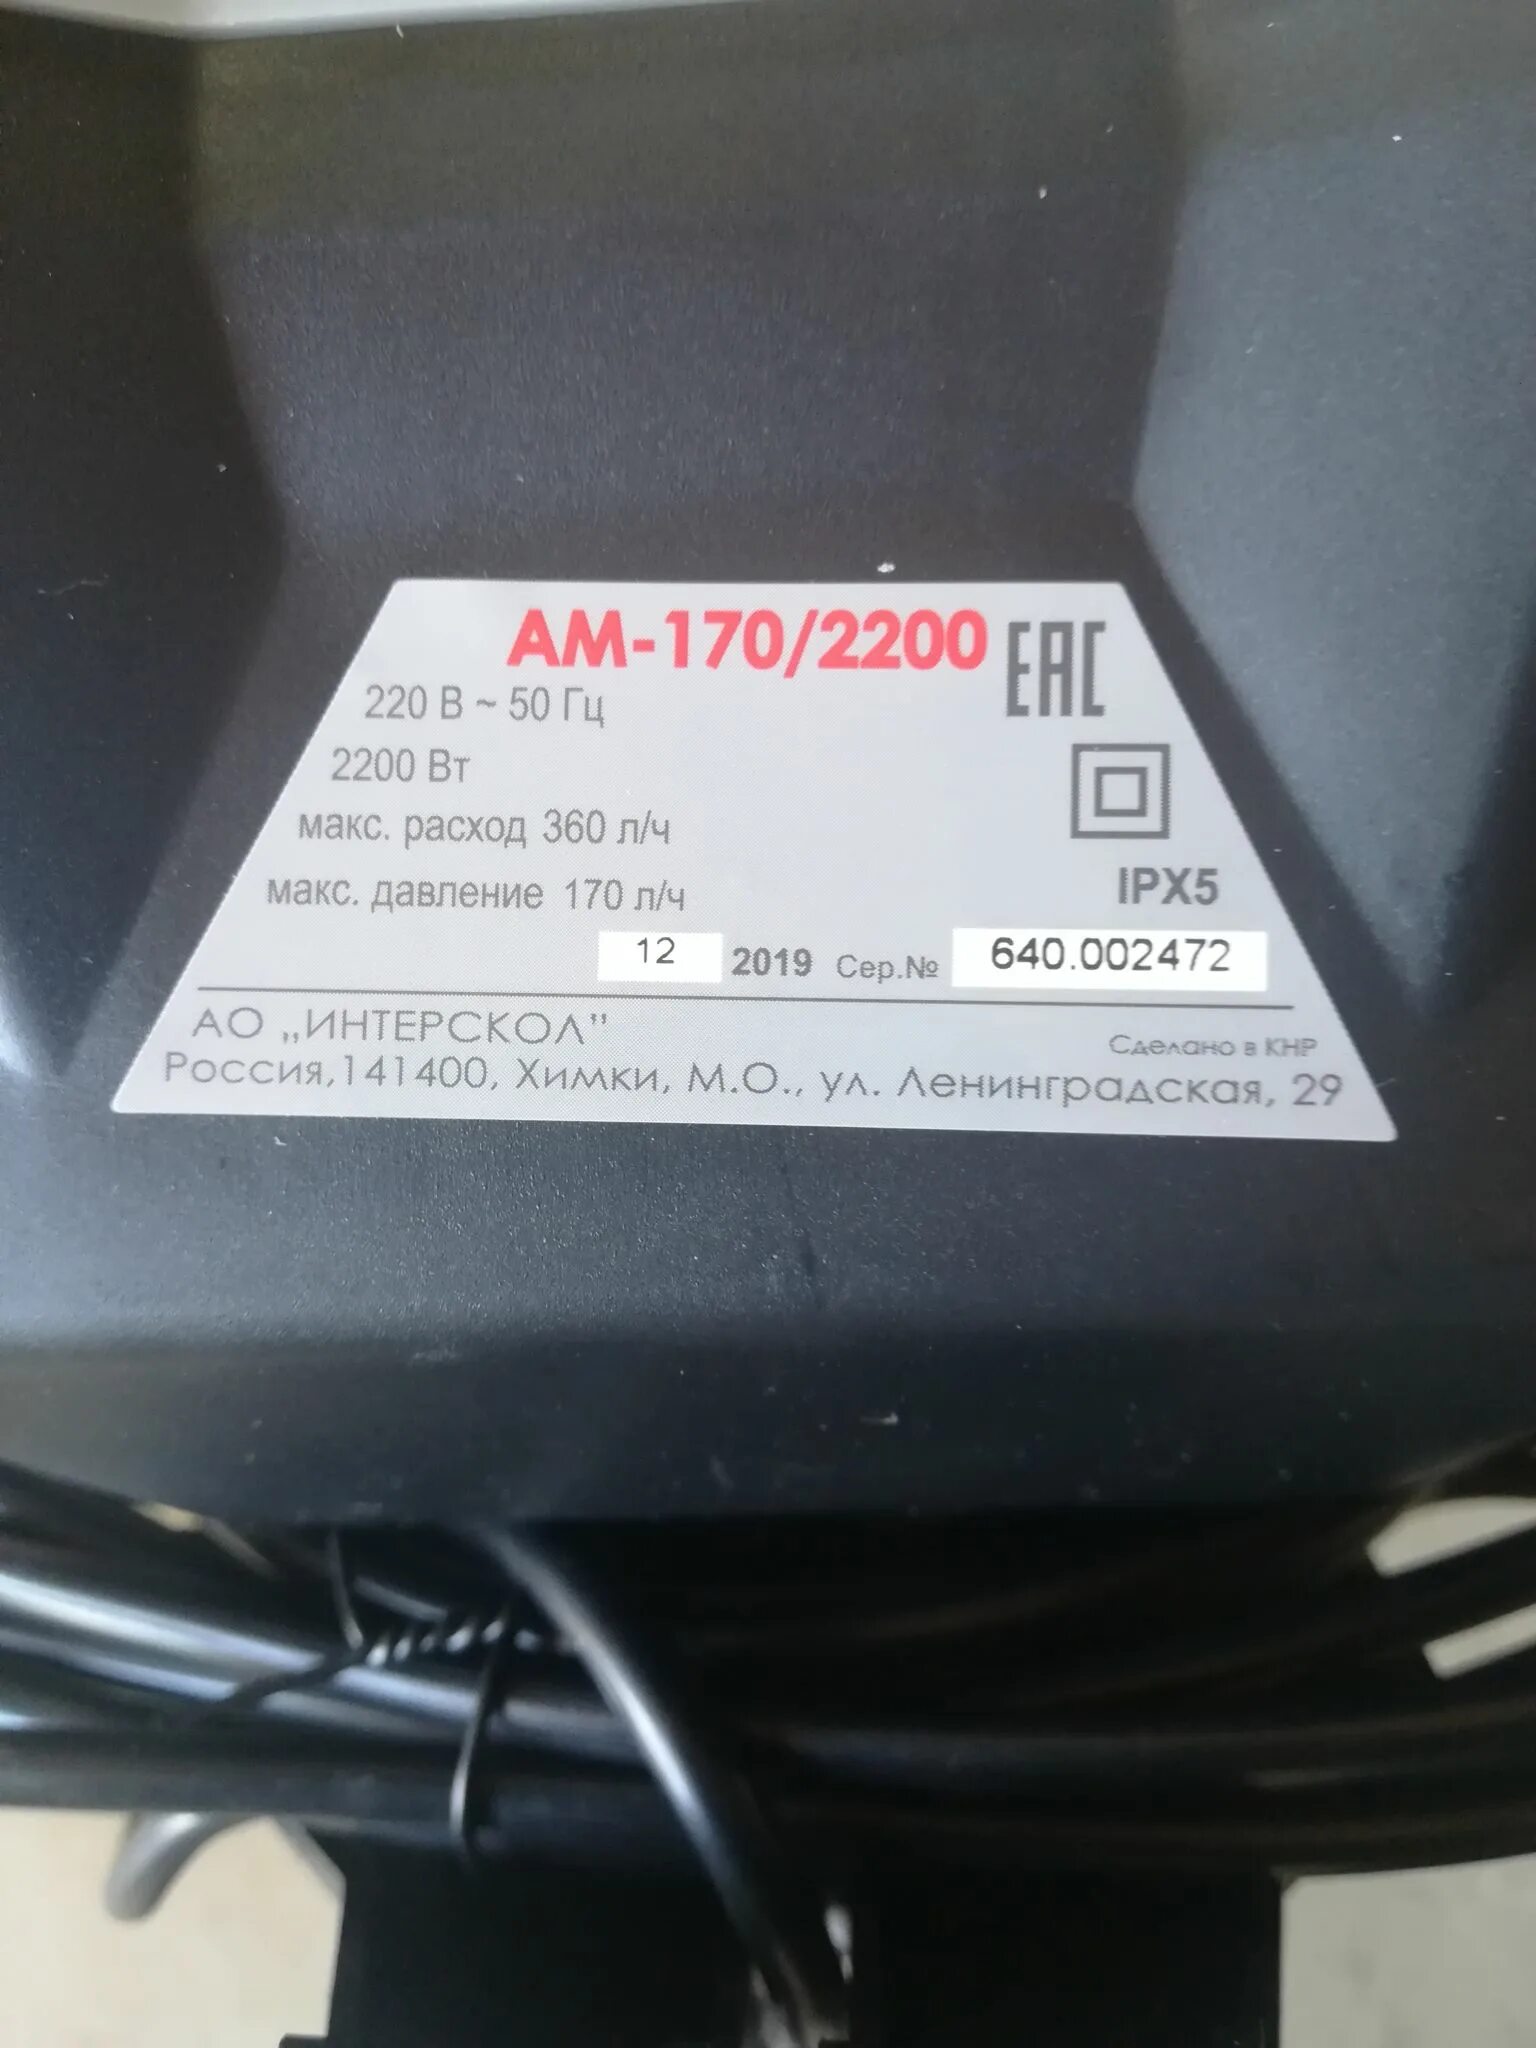 АМ-170/2200 EAC
220 В ~ 50 Гц
2200 Вт
макс. расход 360 л/ч
макс. давление 170 л/ч
IPX5
12 2019 Сер.№ 640.002472
АО „ИНТЕРСКОЛ”
Сделано в КНР
Россия,141400, Химки, М.О., ул. Ленинградская, 29